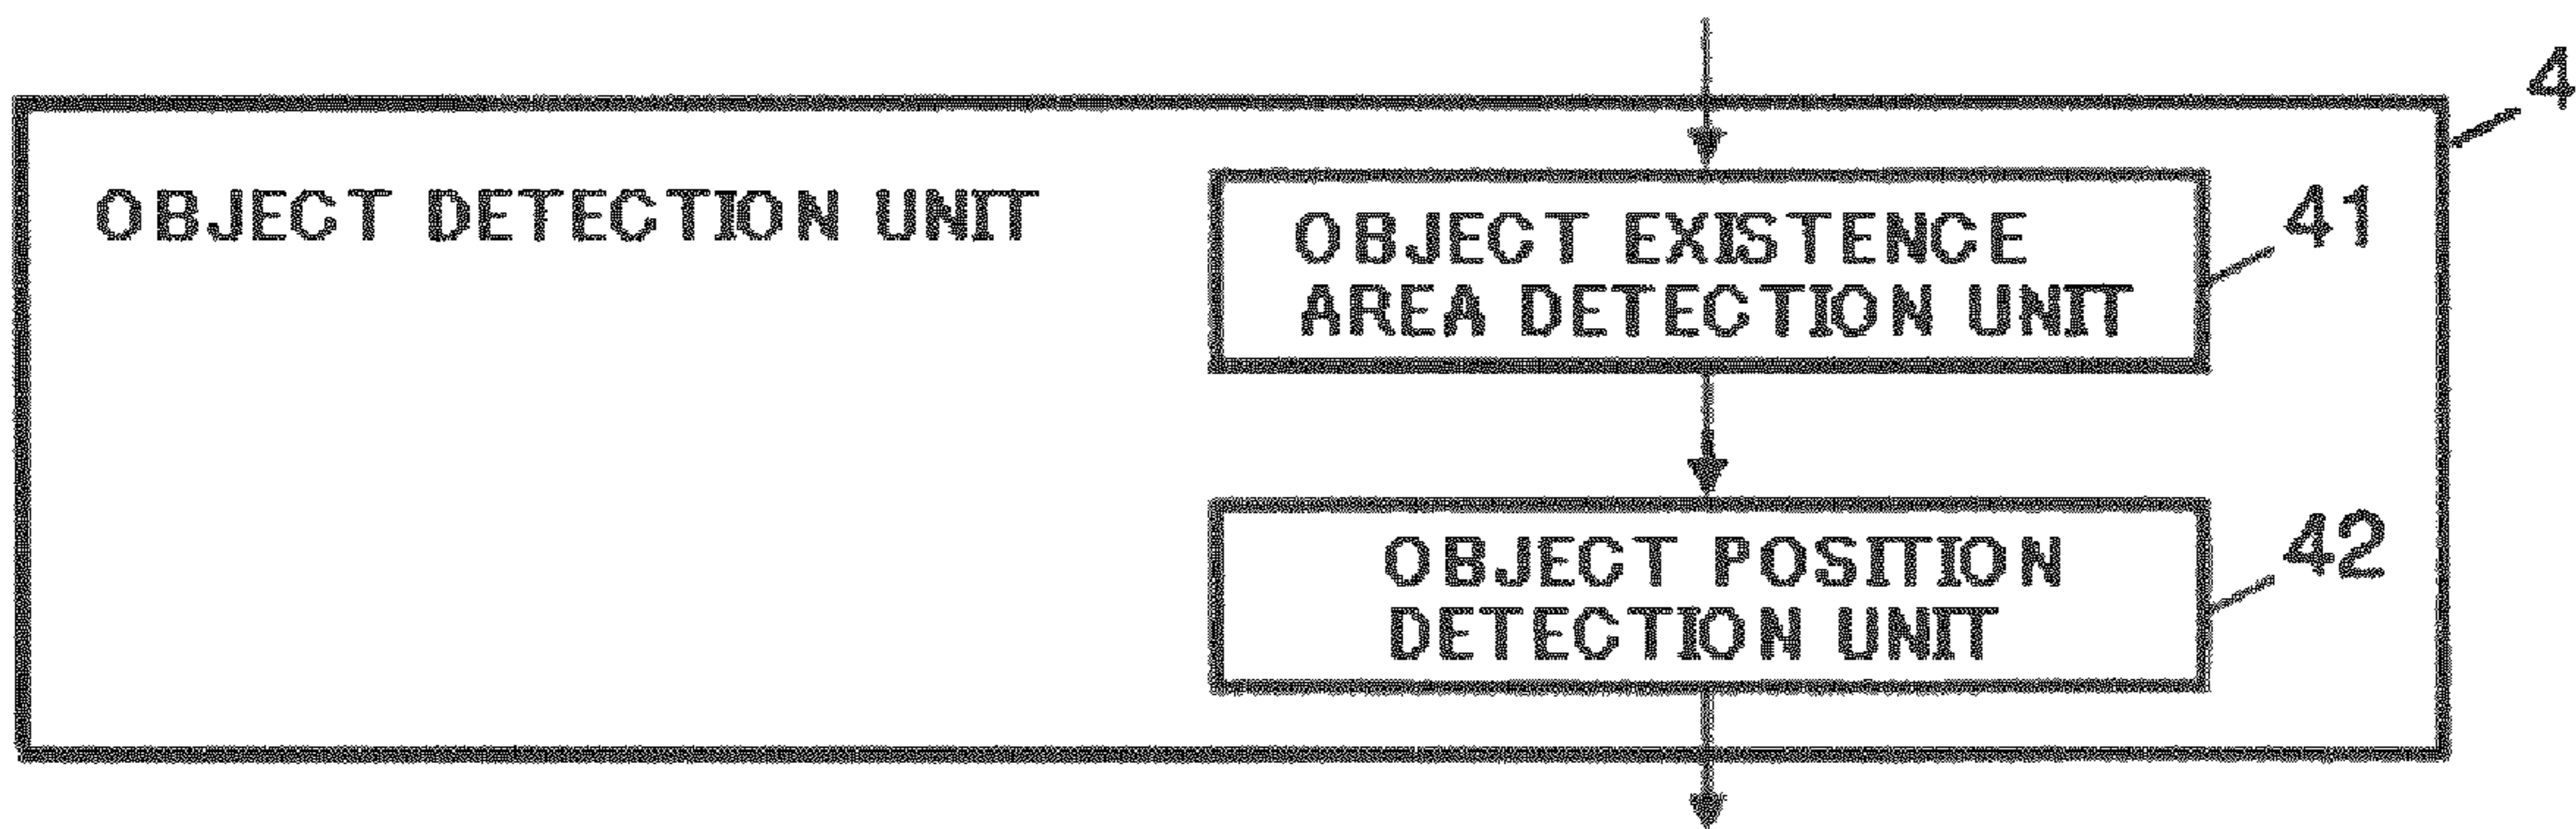 4
OBJECT DETECTION UNIT
OBJECT EXISTENCE
AREA DETECTION UNIT
41
OBJECT POSITION
DETECTION UNIT
42